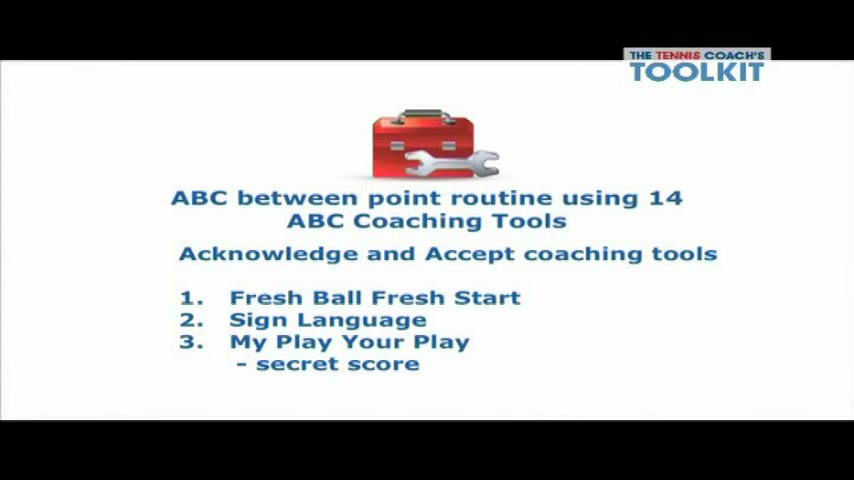 THE TENNIS COACH'S
TOOLKIT
ABC between point routine using 14
ABC Coaching Tools
Acknowledge and Accept coaching tools
1. Fresh Ball Fresh Start
2. Sign Language
3. My Play Your Play
- secret score